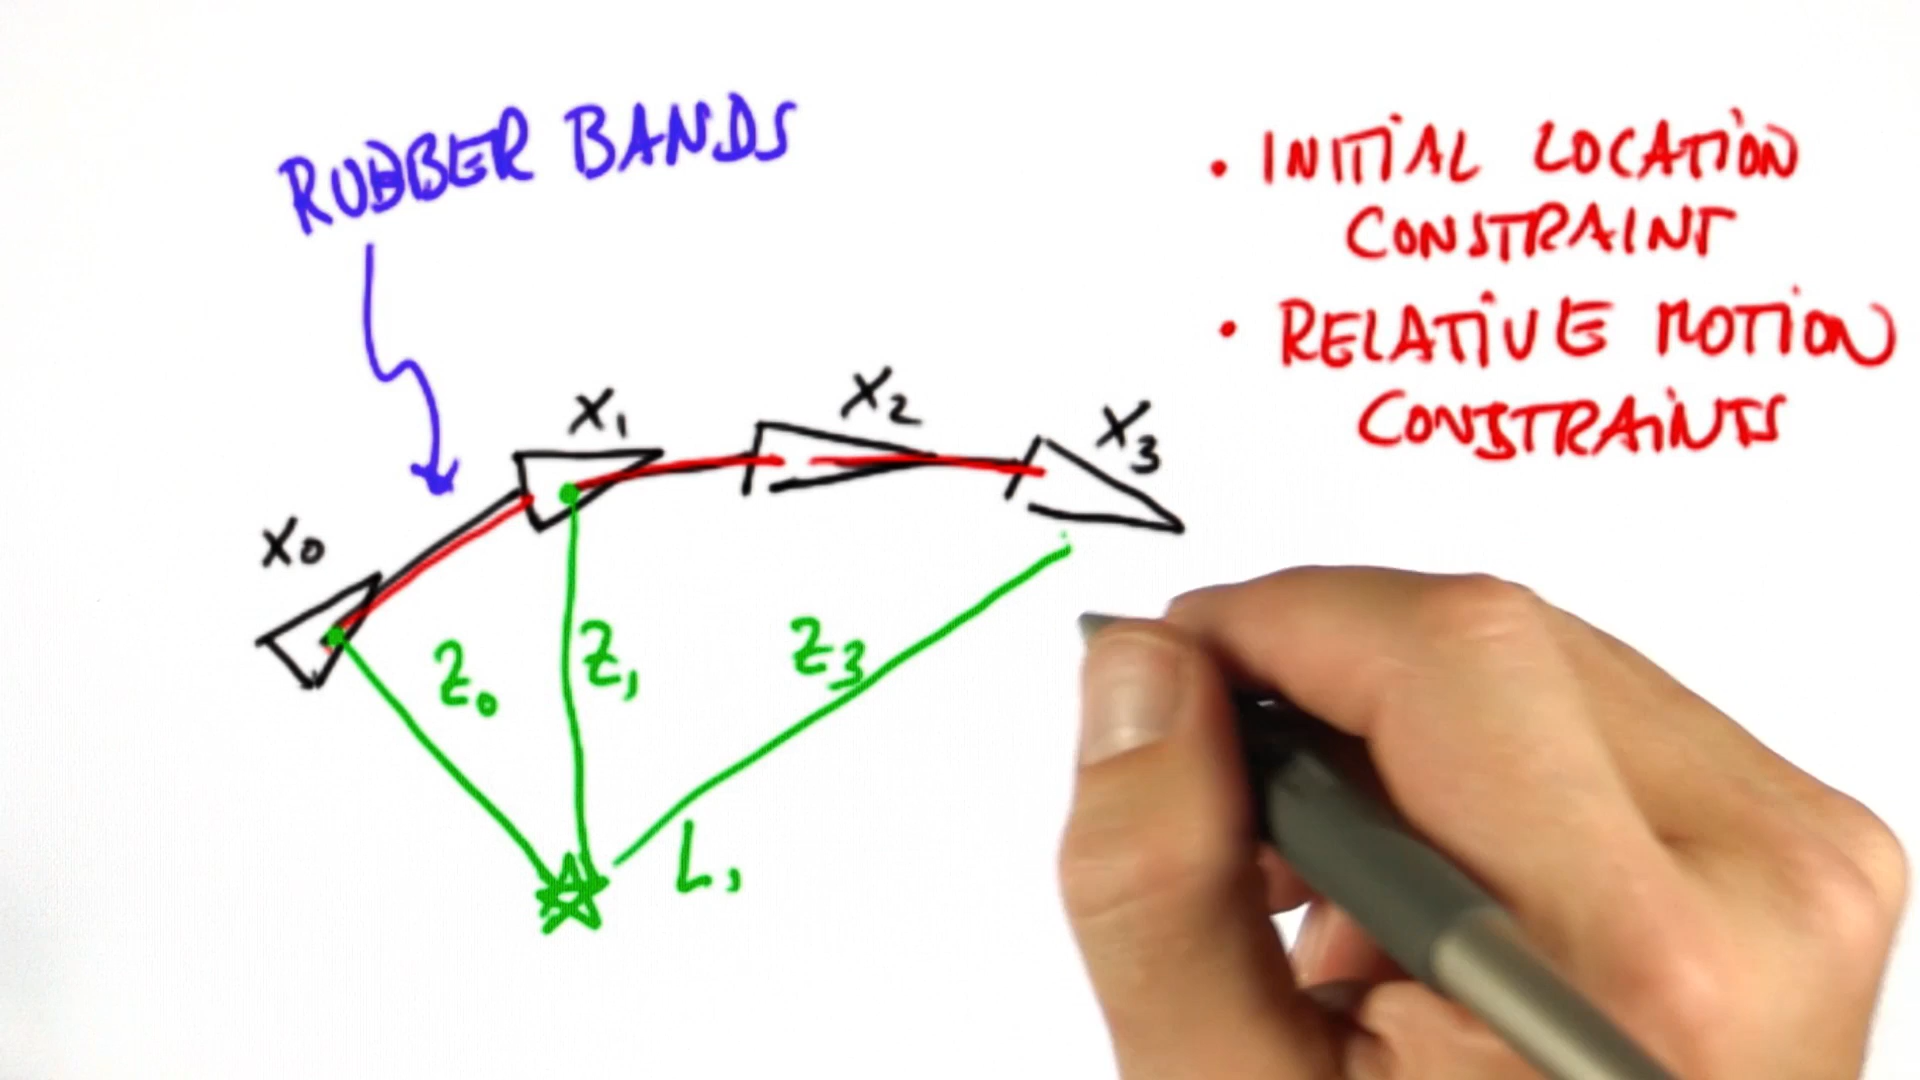 RUBBER BANDS
• INITIAL LOCATION
CONSTRAINT
• RELATIVE MOTION
CONSTRAINTS
X0
X1
X2
X3
Z0
Z1
Z3
L1